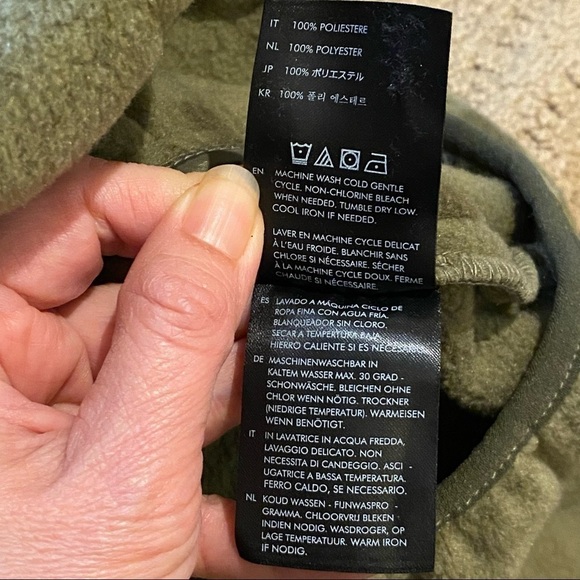 IT 100% POLIESTERE
NL 100% POLYESTER
JP 100% ポリエステル
KR 100% 폴리 에스테르
EN MACHINE WASH COLD GENTLE
CYCLE. NON-CHLORINE BLEACH
WHEN NEEDED. TUMBLE DRY LOW.
COOL IRON IF NEEDED.
LAVER EN MACHINE CYCLE DELICAT
À L'EAU FROIDE. BLANCHIR SANS
CHLORE SI NÉCESSAIRE. SÉCHER
À LA MACHINE CYCLE DOUX. FERME
CHAUDE SI NÉCESSAIRE.
ES LAVADO A MÁQUINA CICLO DE
ROPA FINA CON AGUA FRÍA.
BLANQUEADOR SIN CLORO.
SECAR A TEMPERTURA BAJA
HIERRO CALIENTE SI ES NECESARIO
DE MASCHINENWASCHBAR IN
KALTEM WASSER MAX. 30 GRAD -
SCHONWÄSCHE. BLEICHEN OHNE
CHLOR WENN NÖTIG. TROCKNER
(NIEDRIGE TEMPERATUR). WARMEISEN
WENN BENÖTIGT.
IT IN LAVATRICE IN ACQUA FREDDA,
LAVAGGIO DELICATO. NON
NECESSITA DI CANDEGGIO. ASCI -
UGATRICE A BASSA TEMPERATURA.
FERRO CALDO, SE NECESSARIO.
NL KOUD WASSEN - FIJNWASPRO -
GRAMMA. CHLOORVRIJ BLEKEN
INDIEN NODIG. WASDROGER, OP
LAGE TEMPERATUUR. WARM IRON
IF NODIG.